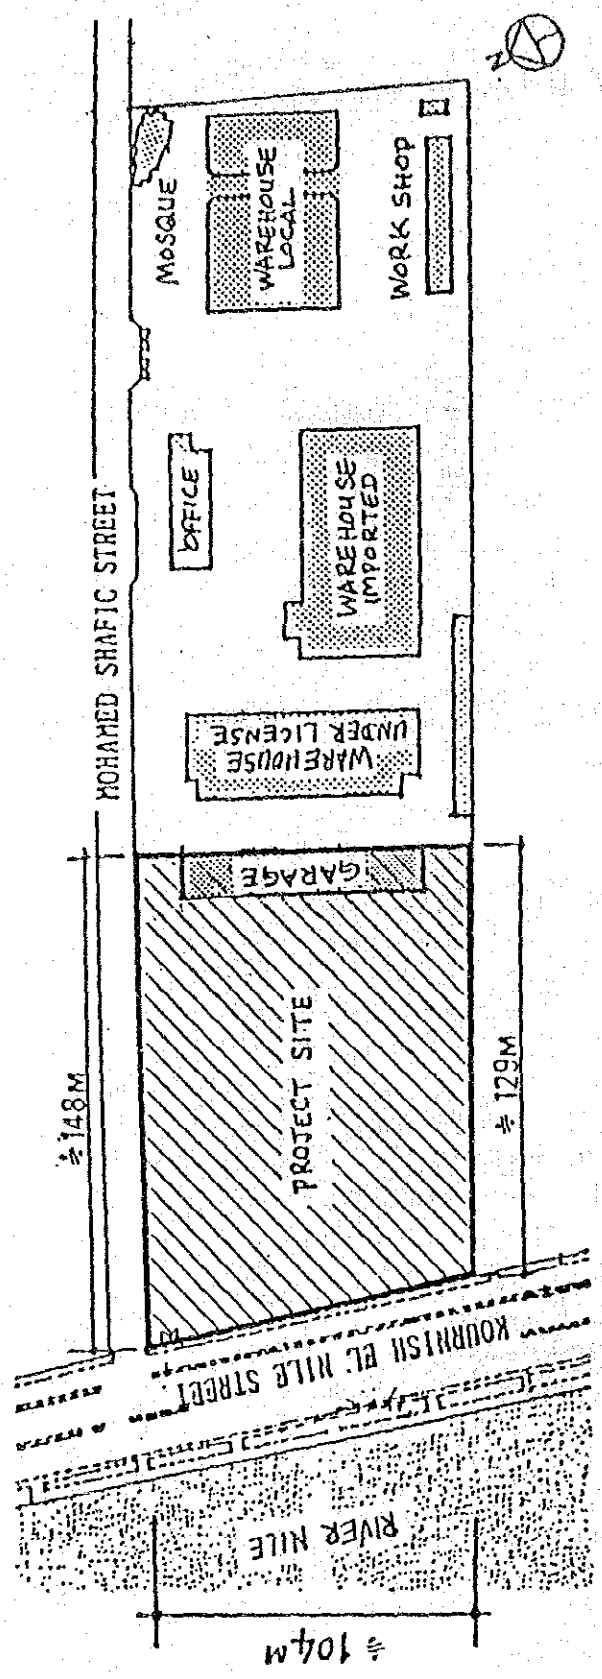 N
MOHAMED SHAFIC STREET
MOSQUE
WAREHOUSE
LOCAL
WORK SHOP
OFFICE
WAREHOUSE
IMPORTED
WAREHOUSE
UNDER LICENSE
GARAGE
PROJECT SITE
≑148M
≑129M
KOURNISH EL NILE STREET
RIVER NILE
≑104M